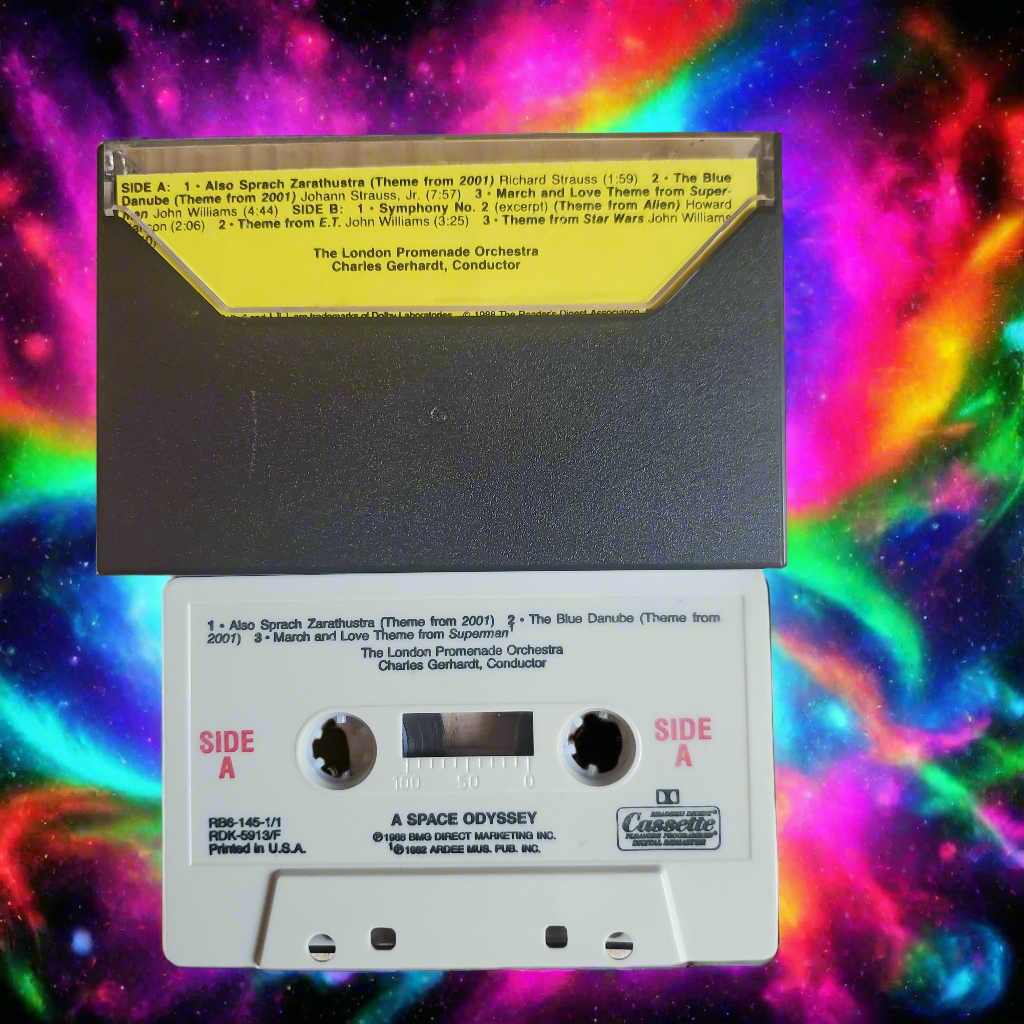 SIDE A: 1 • Also Sprach Zarathustra (Theme from 2001) Richard Strauss (1:59) 2 • The Blue
Danube (Theme from 2001) Johann Strauss, Jr. (7:57) 3 • March and Love Theme from Super-
John Williams (4:44) SIDE B: 1 • Symphony No. 2 (excerpt) (Theme from Alien) Howard
(2:06) 2 • Theme from E.T. John Williams (3:25) 3 • Theme from Star Wars John Williams
The London Promenade Orchestra
Charles Gerhardt, Conductor
trademarks of Dolby Laboratories © 1988 The Reader's Digest Association
1 • Also Sprach Zarathustra (Theme from 2001) 2 • The Blue Danube (Theme from
2001) 3 • March and Love Theme from Superman¹
The London Promenade Orchestra
Charles Gerhardt, Conductor
SIDE
A
SIDE
A
100 50 0
RB6-145-1/1
RDK-5913/F
Printed in U.S.A.
A SPACE ODYSSEY
℗1988 BMG DIRECT MARKETING INC.
¹℗1982 ARDEE MUS. PUB. INC.
Cassette